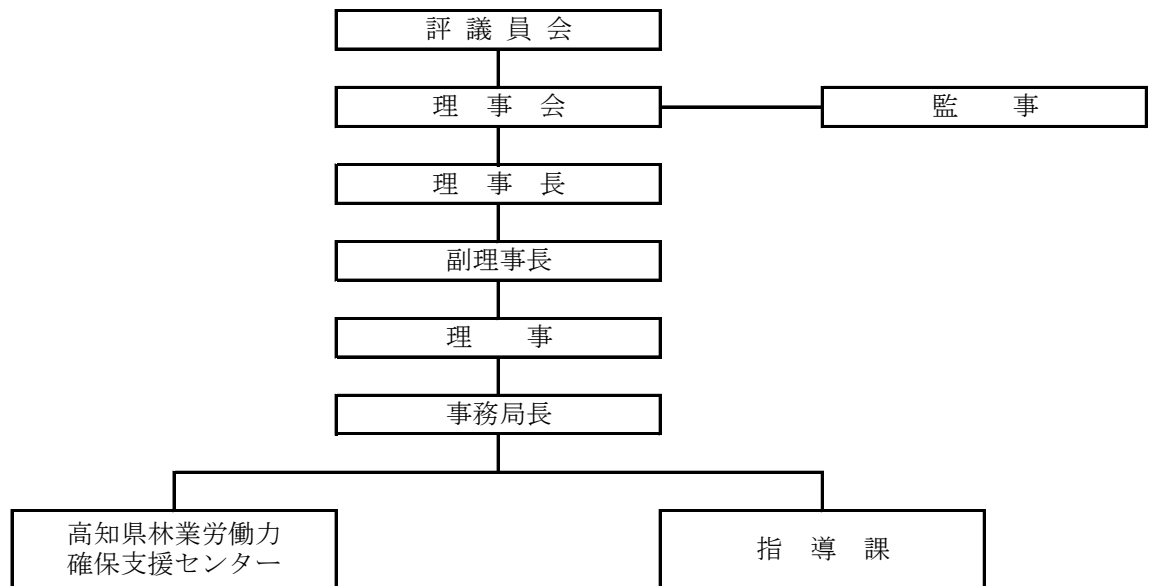 評議員会
理事会
監事
理事長
副理事長
理事
事務局長
高知県林業労働力
確保支援センター
指導課